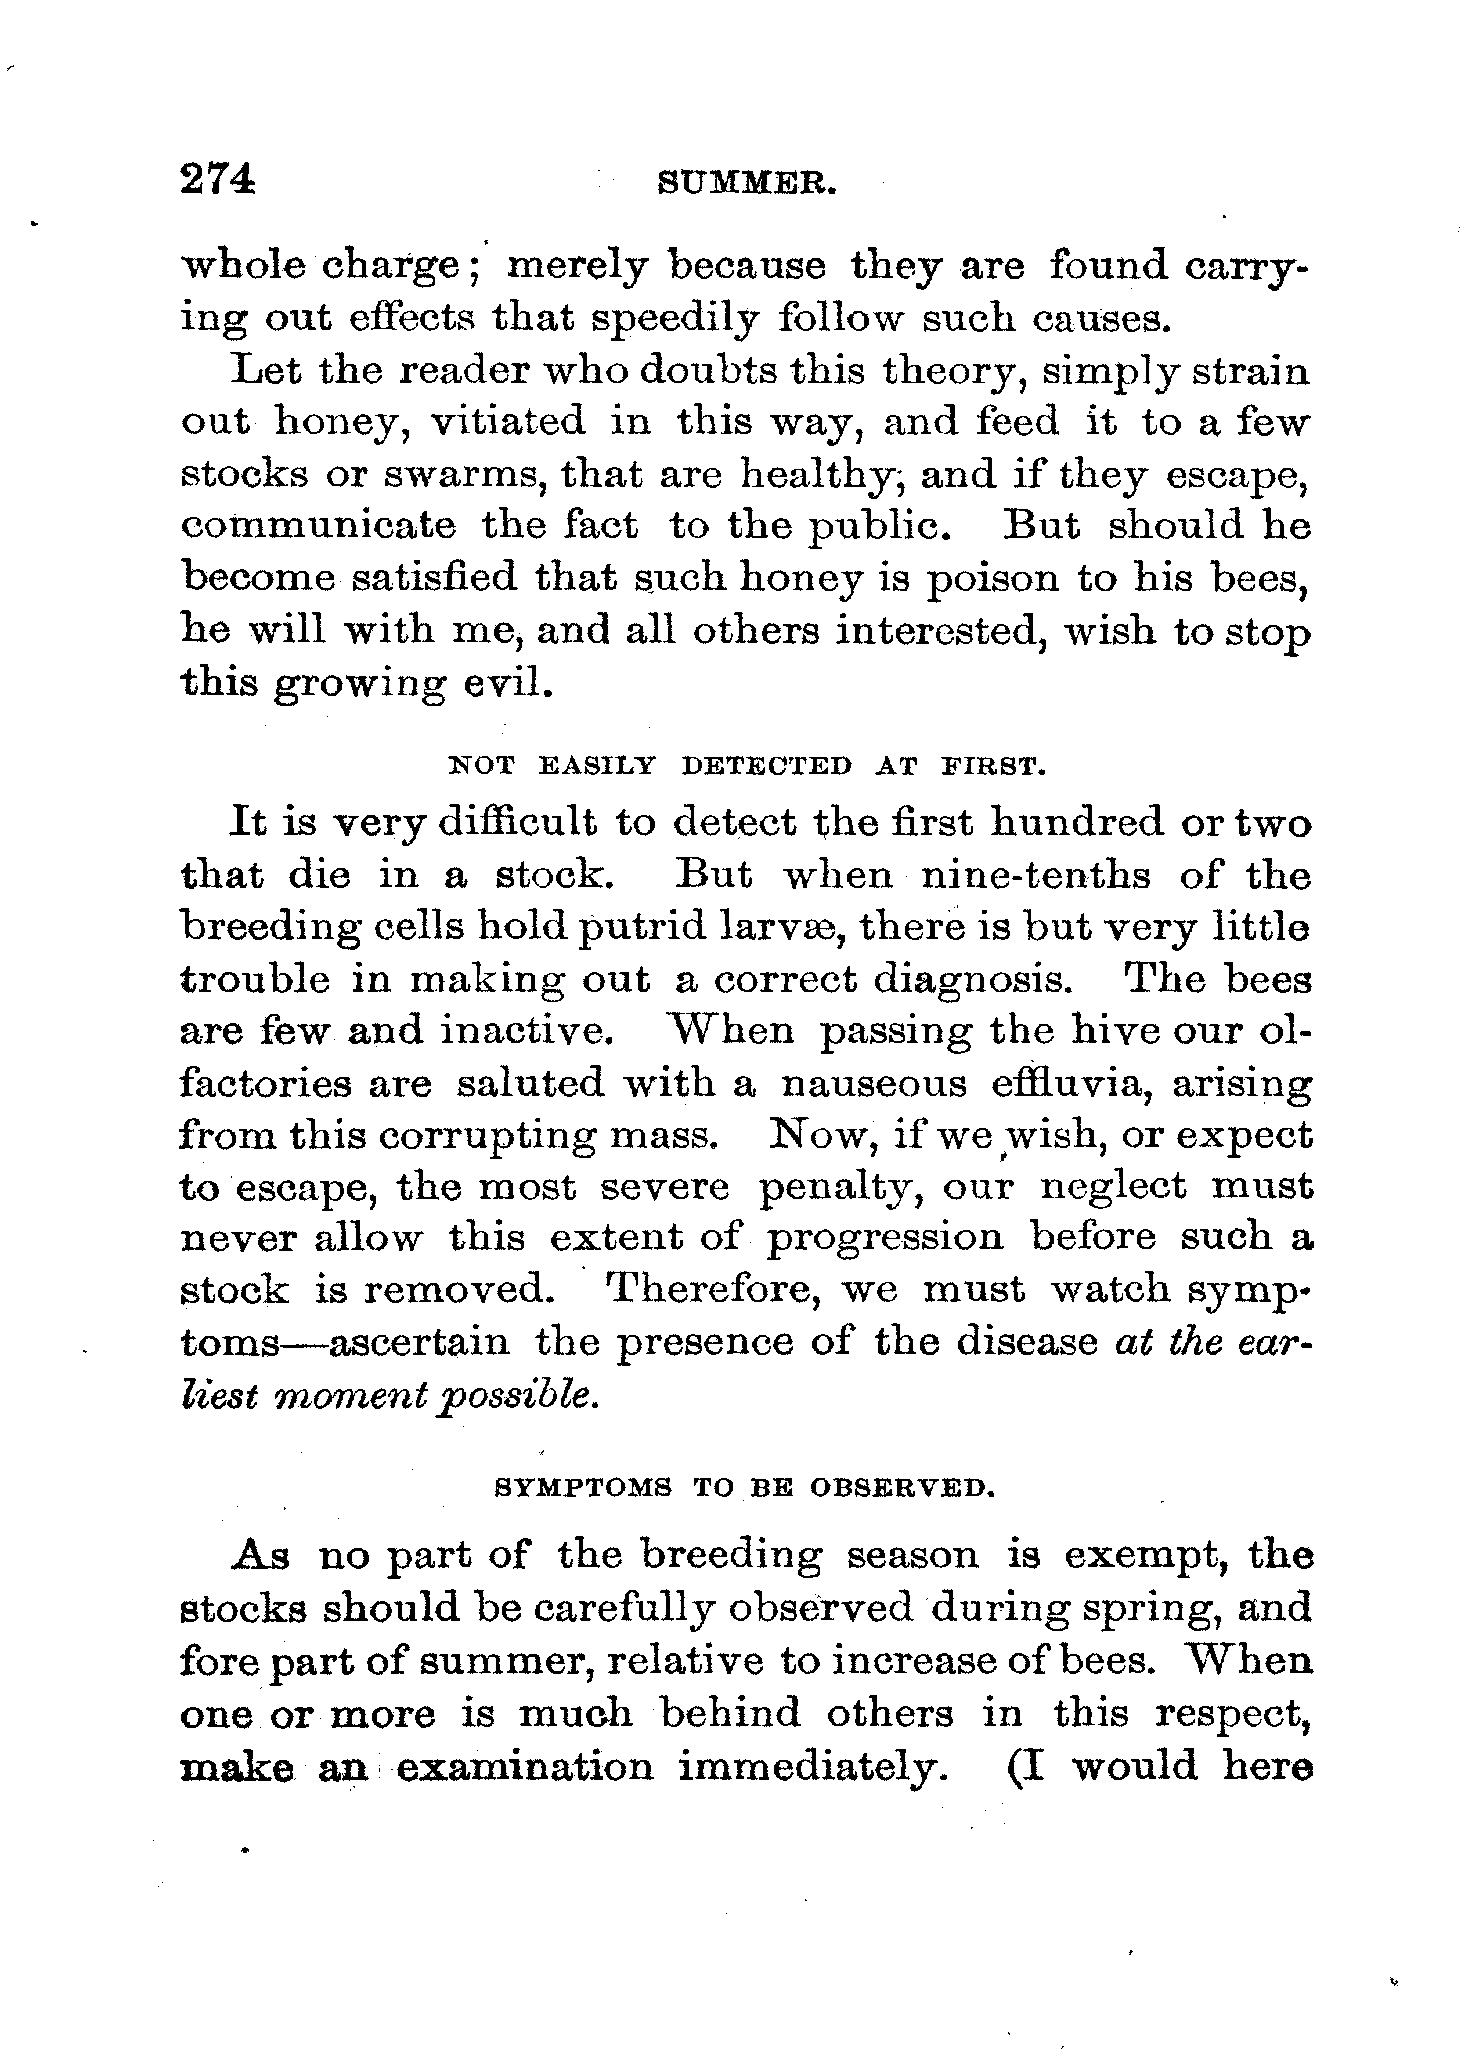 274 SUMMER.
whole charge; merely because they are found carry-
ing out effects that speedily follow such causes.
Let the reader who doubts this theory, simply strain
out honey, vitiated in this way, and feed it to a few
stocks or swarms, that are healthy, and if they escape,
communicate the fact to the public. But should he
become satisfied that such honey is poison to his bees,
he will with me, and all others interested, wish to stop
this growing evil.
NOT EASILY DETECTED AT FIRST.
It is very difficult to detect the first hundred or two
that die in a stock. But when nine-tenths of the
breeding cells hold putrid larvæ, there is but very little
trouble in making out a correct diagnosis. The bees
are few and inactive. When passing the hive our ol-
factories are saluted with a nauseous effluvia, arising
from this corrupting mass. Now, if we wish, or expect
to escape, the most severe penalty, our neglect must
never allow this extent of progression before such a
stock is removed. Therefore, we must watch symp-
toms—ascertain the presence of the disease at the ear-
liest moment possible.
SYMPTOMS TO BE OBSERVED.
As no part of the breeding season is exempt, the
stocks should be carefully observed during spring, and
fore part of summer, relative to increase of bees. When
one or more is much behind others in this respect,
make an examination immediately. (I would here